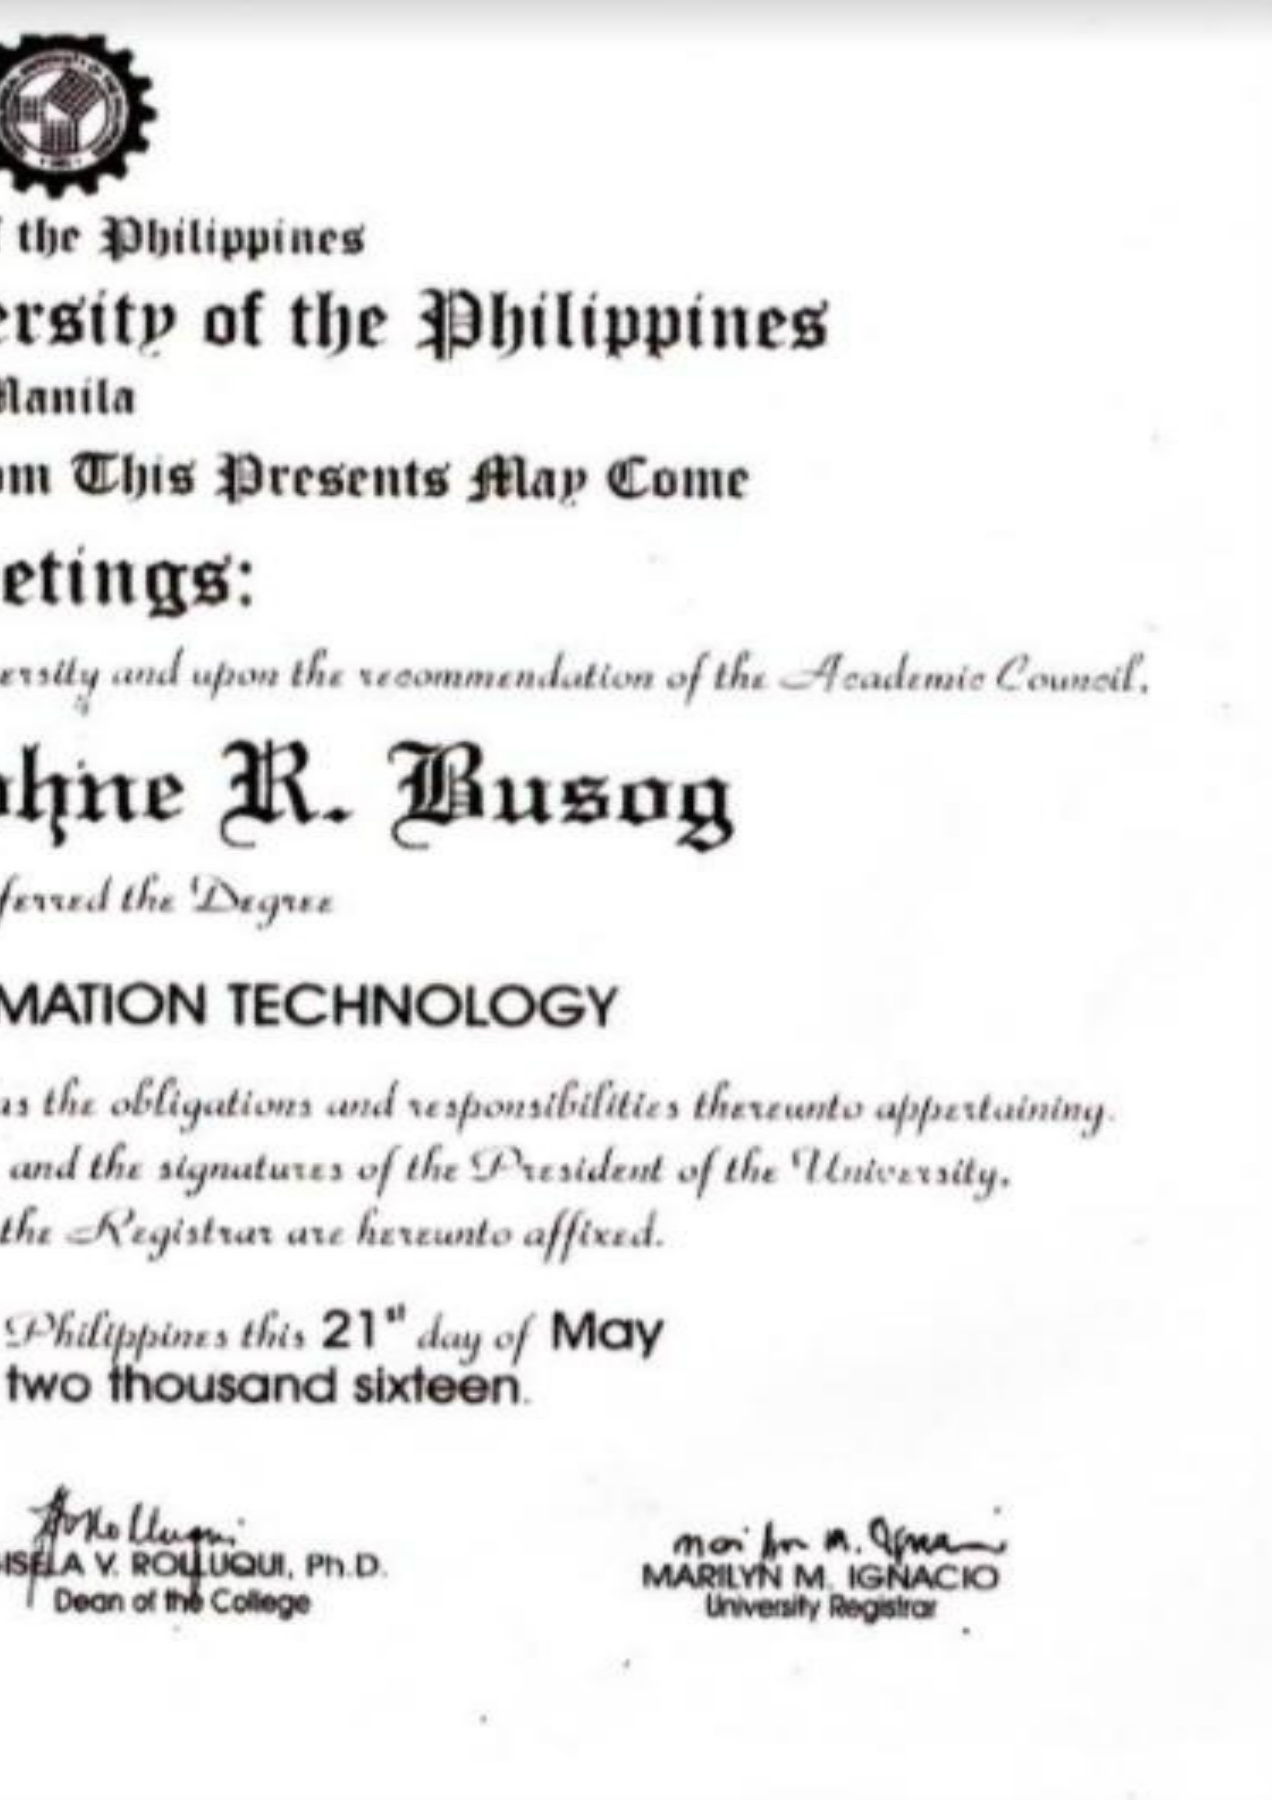 the Philippines
ersity of the Philippines
Manila
om This Presents May Come
etings:
ersity and upon the recommendation of the Academic Council,
hne R. Busog
ferred the Degree
MATION TECHNOLOGY
as the obligations and responsibilities thereunto appertaining.
and the signatures of the President of the University,
the Registrar are hereunto affixed.
Philippines this 21st day of May
two thousand sixteen.
ISELA V. ROLLUQUI, Ph.D.
Dean of the College
MARILYN M. IGNACIO
University Registrar